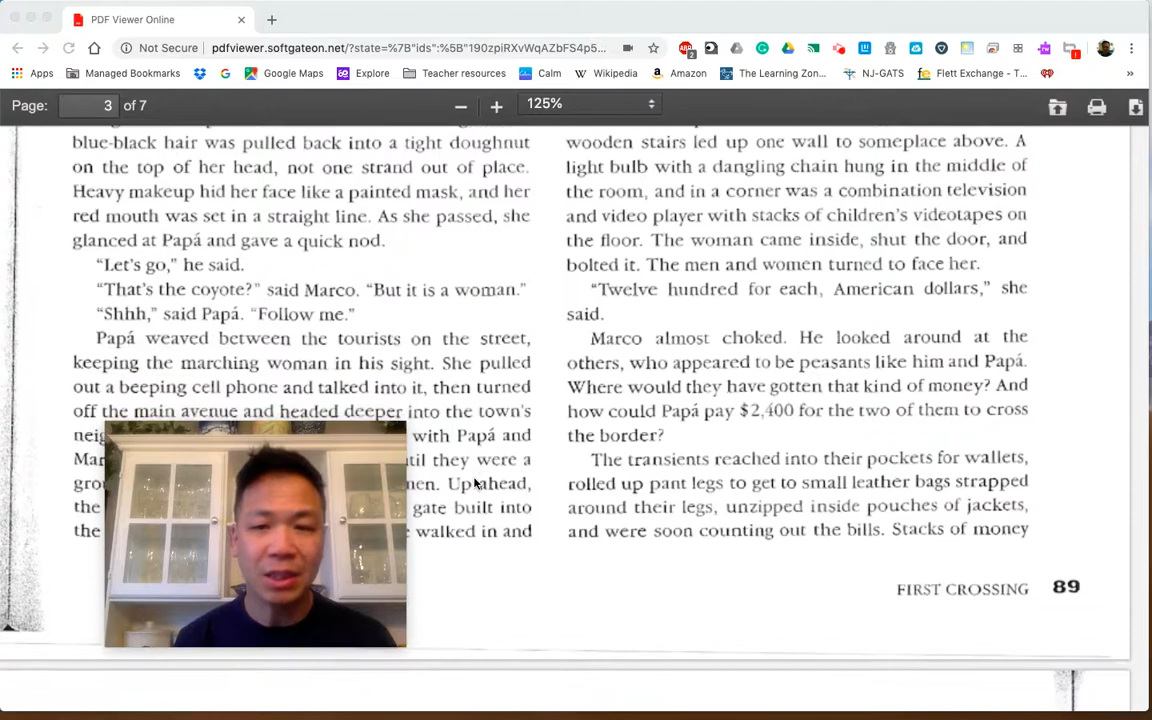 PDF Viewer Online
Not Secure
pdfviewer.softgateon.net/?state=%7B"ids":%5B"190zpiRXvWqAZbFS4p5...
2
Apps
Managed Bookmarks
Google Maps
Explore
Teacher resources
Calm
Wikipedia
Amazon
The Learning Zon...
NJ-GATS
Flett Exchange - T...
Page: 3 of 7
125%
blue-black hair was pulled back into a tight doughnut
on the top of her head, not one strand out of place.
Heavy makeup hid her face like a painted mask, and her
red mouth was set in a straight line. As she passed, she
glanced at Papá and gave a quick nod.
“Let’s go,” he said.
“That’s the coyote?” said Marco. “But it is a woman.”
“Shhh,” said Papá. “Follow me.”
Papá weaved between the tourists on the street,
keeping the marching woman in his sight. She pulled
out a beeping cell phone and talked into it, then turned
off the main avenue and headed deeper into the town’s
with Papá and
they were a
Up ahead,
the gate built into
the walked in and
wooden stairs led up one wall to someplace above. A
light bulb with a dangling chain hung in the middle of
the room, and in a corner was a combination television
and video player with stacks of children’s videotapes on
the floor. The woman came inside, shut the door, and
bolted it. The men and women turned to face her.
“Twelve hundred for each, American dollars,” she
said.
Marco almost choked. He looked around at the
others, who appeared to be peasants like him and Papá.
Where would they have gotten that kind of money? And
how could Papá pay $2,400 for the two of them to cross
the border?
The transients reached into their pockets for wallets,
rolled up pant legs to get to small leather bags strapped
around their legs, unzipped inside pouches of jackets,
and were soon counting out the bills. Stacks of money
FIRST CROSSING 89